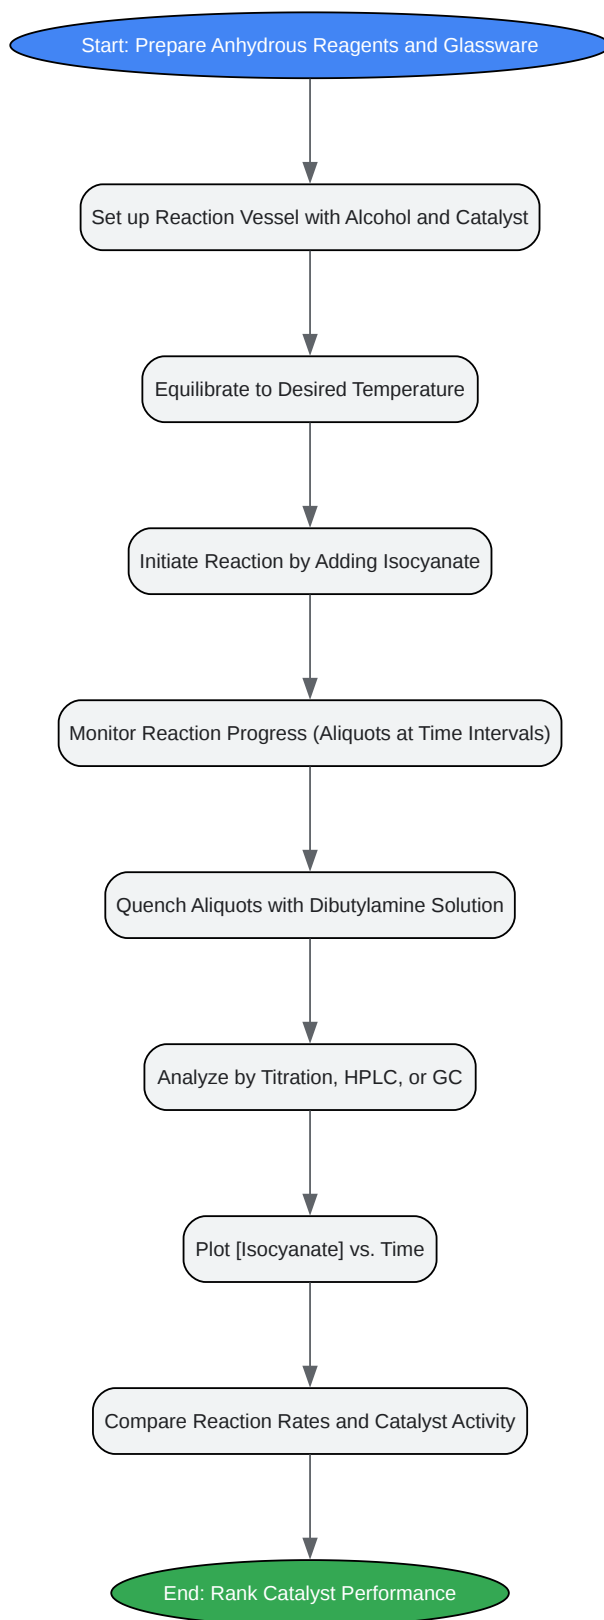 Start: Prepare Anhydrous Reagents and Glassware
Set up Reaction Vessel with Alcohol and Catalyst
Equilibrate to Desired Temperature
Initiate Reaction by Adding Isocyanate
Monitor Reaction Progress (Aliquots at Time Intervals)
Quench Aliquots with Dibutylamine Solution
Analyze by Titration, HPLC, or GC
Plot [Isocyanate] vs. Time
Compare Reaction Rates and Catalyst Activity
End: Rank Catalyst Performance